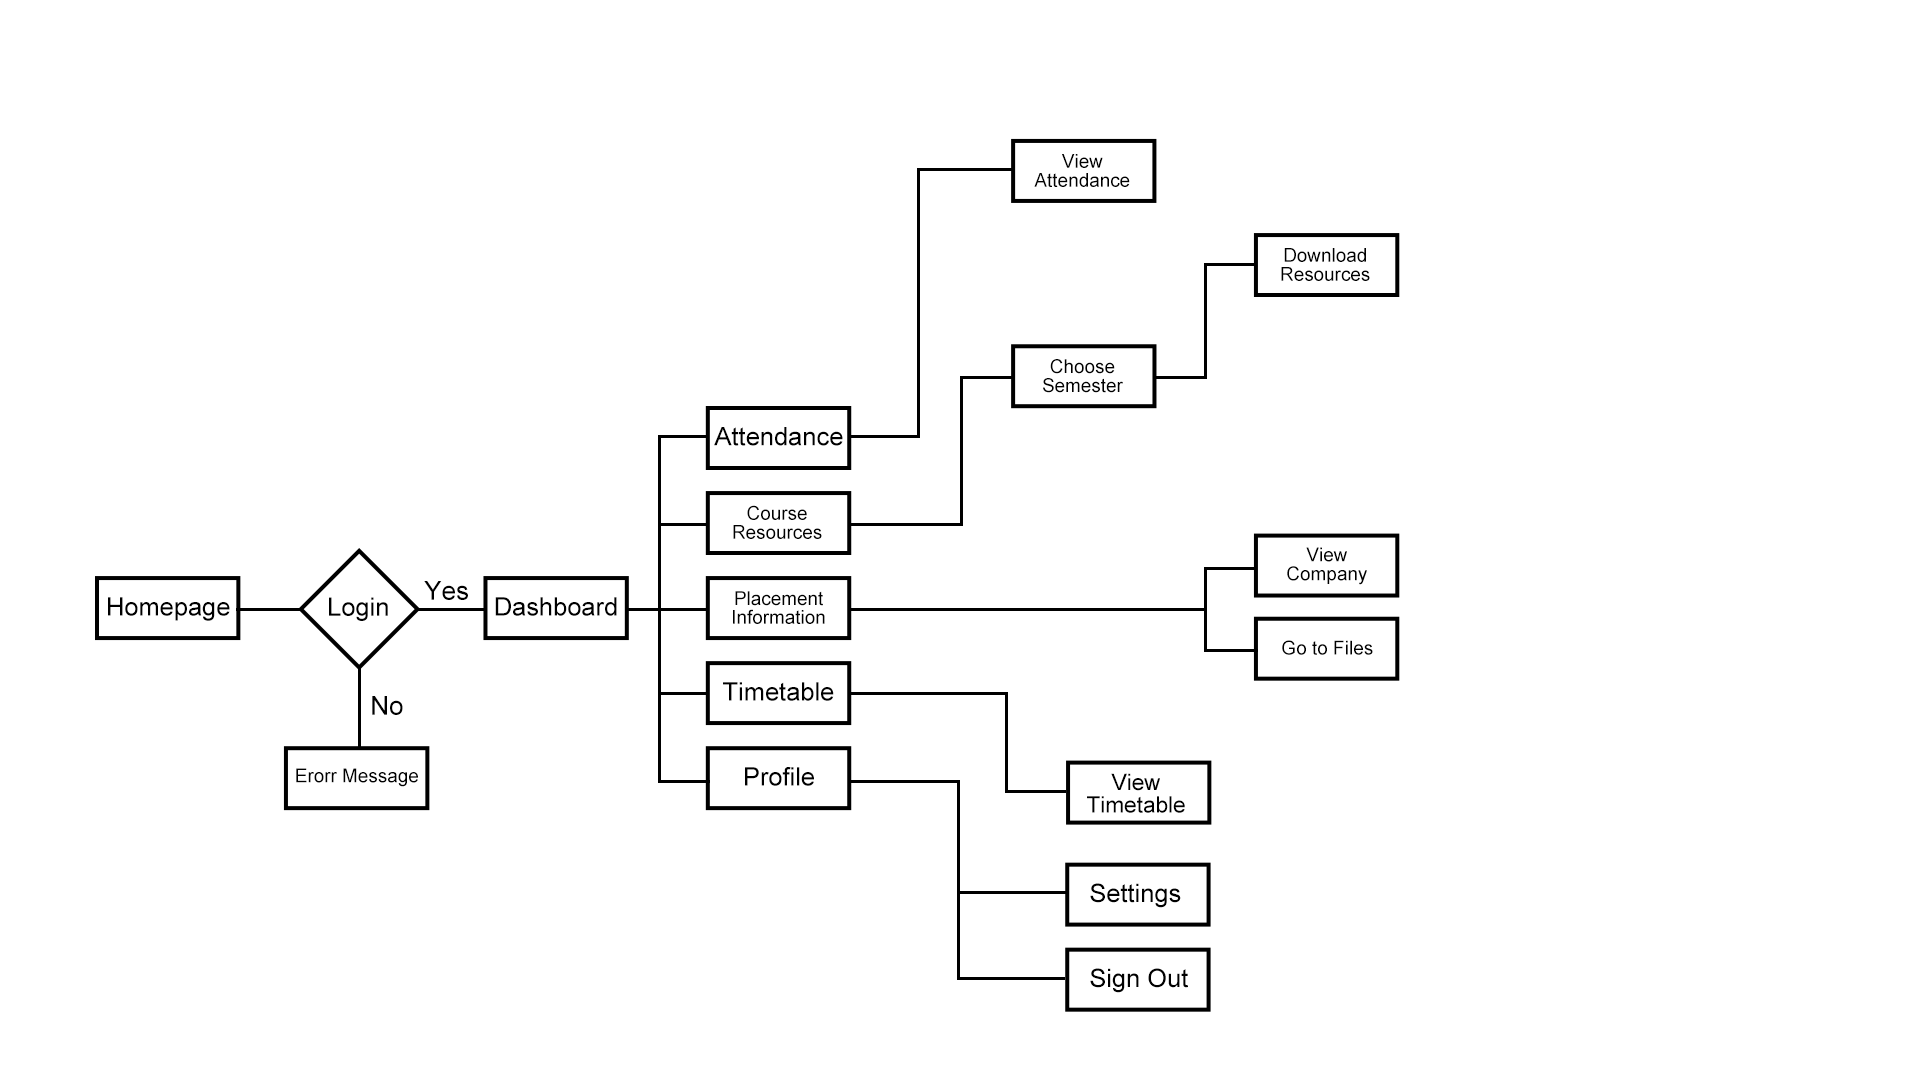 View
Attendance
Download
Resources
Choose
Semester
Attendance
Course
Resources
View
Company
Homepage
Login
Yes
Dashboard
Placement
Information
Go to Files
No
Timetable
Erorr Message
Profile
View
Timetable
Settings
Sign Out